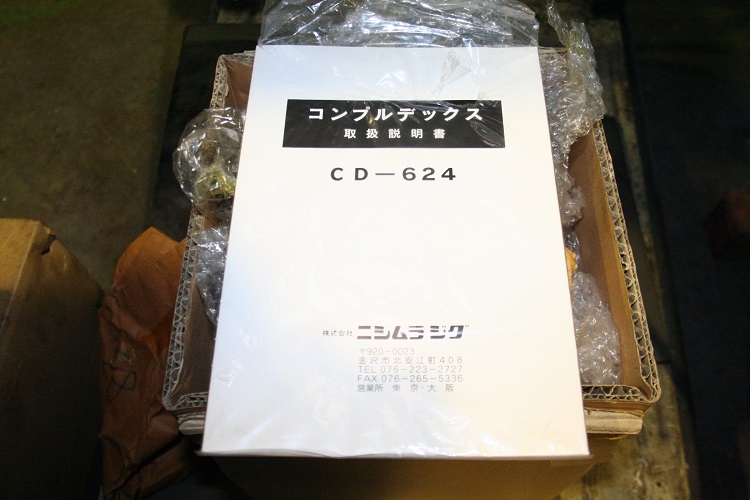 コンプルデックス
取扱説明書
CD-624
株式会社 ニシムラジグ
〒920-0023
金沢市北安江町408
TEL 076-223-2727
FAX 076-265-5336
営業所 東京・大阪